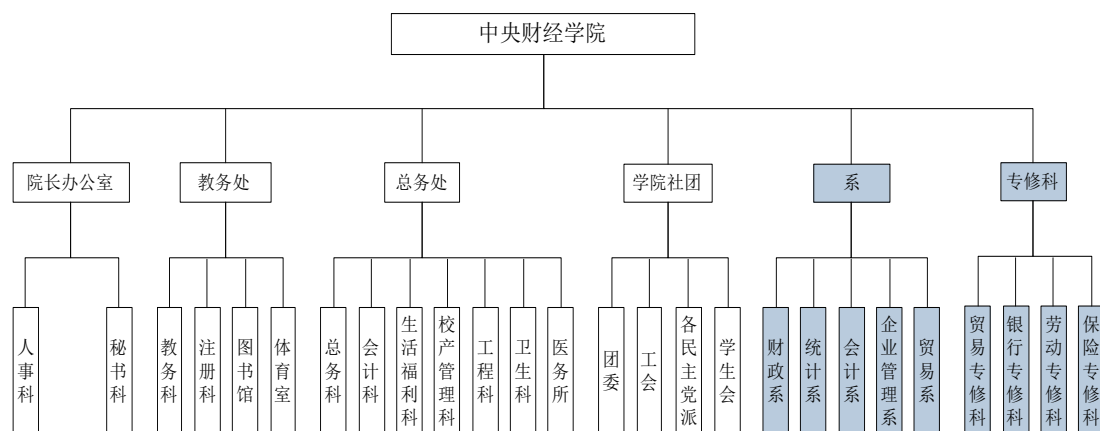 中央财经学院
院长办公室
教务处
总务处
学院社团
系
专修科
人事科
秘书科
教务科
注册科
图书馆
体育室
总务科
会计科
生活福利科
校产管理科
工程科
卫生科
医务所
团委
工会
各民主党派
学生会
财政系
统计系
会计系
企业管理系
贸易系
贸易专修科
银行专修科
劳动专修科
保险专修科